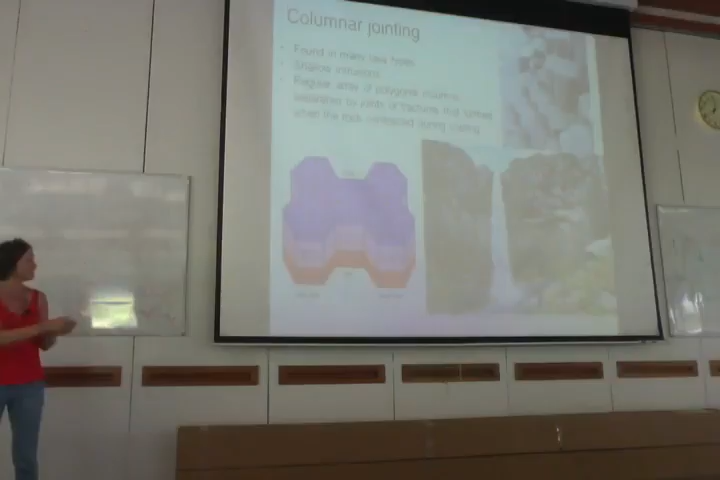 Columnar jointing
Found in many lava types
Shallow intrusions
Regular array of polygonal columns
separated by joints or fractures that formed
when the rock contracted during cooling